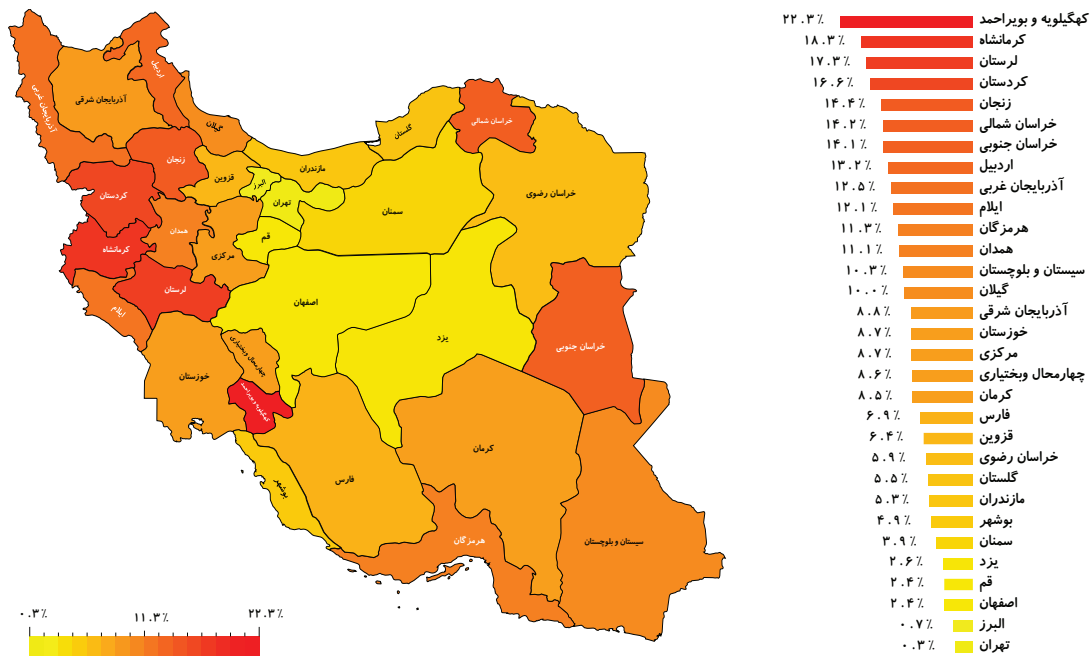 کهگیلویه و بویراحمد ۲۲.۳٪
کرمانشاه ۱۸.۳٪
لرستان ۱۷.۳٪
کردستان ۱۶.۶٪
زنجان ۱۴.۴٪
خراسان شمالی ۱۴.۲٪
خراسان جنوبی ۱۴.۱٪
اردبیل ۱۳.۲٪
آذربایجان غربی ۱۲.۵٪
ایلام ۱۲.۱٪
هرمزگان ۱۱.۳٪
همدان ۱۱.۱٪
سیستان و بلوچستان ۱۰.۳٪
گیلان ۱۰.۰٪
آذربایجان شرقی ۸.۸٪
خوزستان ۸.۷٪
مرکزی ۸.۷٪
چهارمحال وبختیاری ۸.۶٪
کرمان ۸.۵٪
فارس ۶.۹٪
قزوین ۶.۴٪
خراسان رضوی ۵.۹٪
گلستان ۵.۵٪
مازندران ۵.۳٪
بوشهر ۴.۹٪
سمنان ۳.۹٪
یزد ۲.۶٪
قم ۲.۴٪
اصفهان ۲.۴٪
البرز ۰.۷٪
تهران ۰.۳٪
اردبیل
آذربایجان شرقی
آذربایجان غربی
گیلان
خراسان شمالی
گلستان
زنجان
مازندران
قزوین
البرز
خراسان رضوی
کردستان
تهران
سمنان
همدان
قم
کرمانشاه
مرکزی
لرستان
اصفهان
ایلام
یزد
خراسان جنوبی
چهارمحال وبختیاری
خوزستان
کهگیلویه و بویراحمد
کرمان
فارس
بوشهر
هرمزگان
سیستان و بلوچستان
۰.۳٪
۱۱.۳٪
۲۲.۳٪